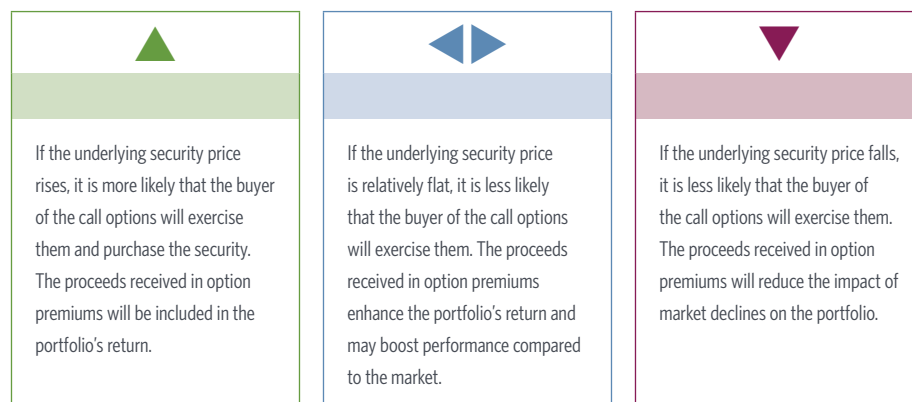 If the underlying security price
rises, it is more likely that the buyer
of the call options will exercise
them and purchase the security.
The proceeds received in option
premiums will be included in the
portfolio's return.
If the underlying security price
is relatively flat, it is less likely
that the buyer of the call options
will exercise them. The proceeds
received in option premiums
enhance the portfolio's return and
may boost performance compared
to the market.
If the underlying security price falls,
it is less likely that the buyer of
the call options will exercise them.
The proceeds received in option
premiums will reduce the impact of
market declines on the portfolio.